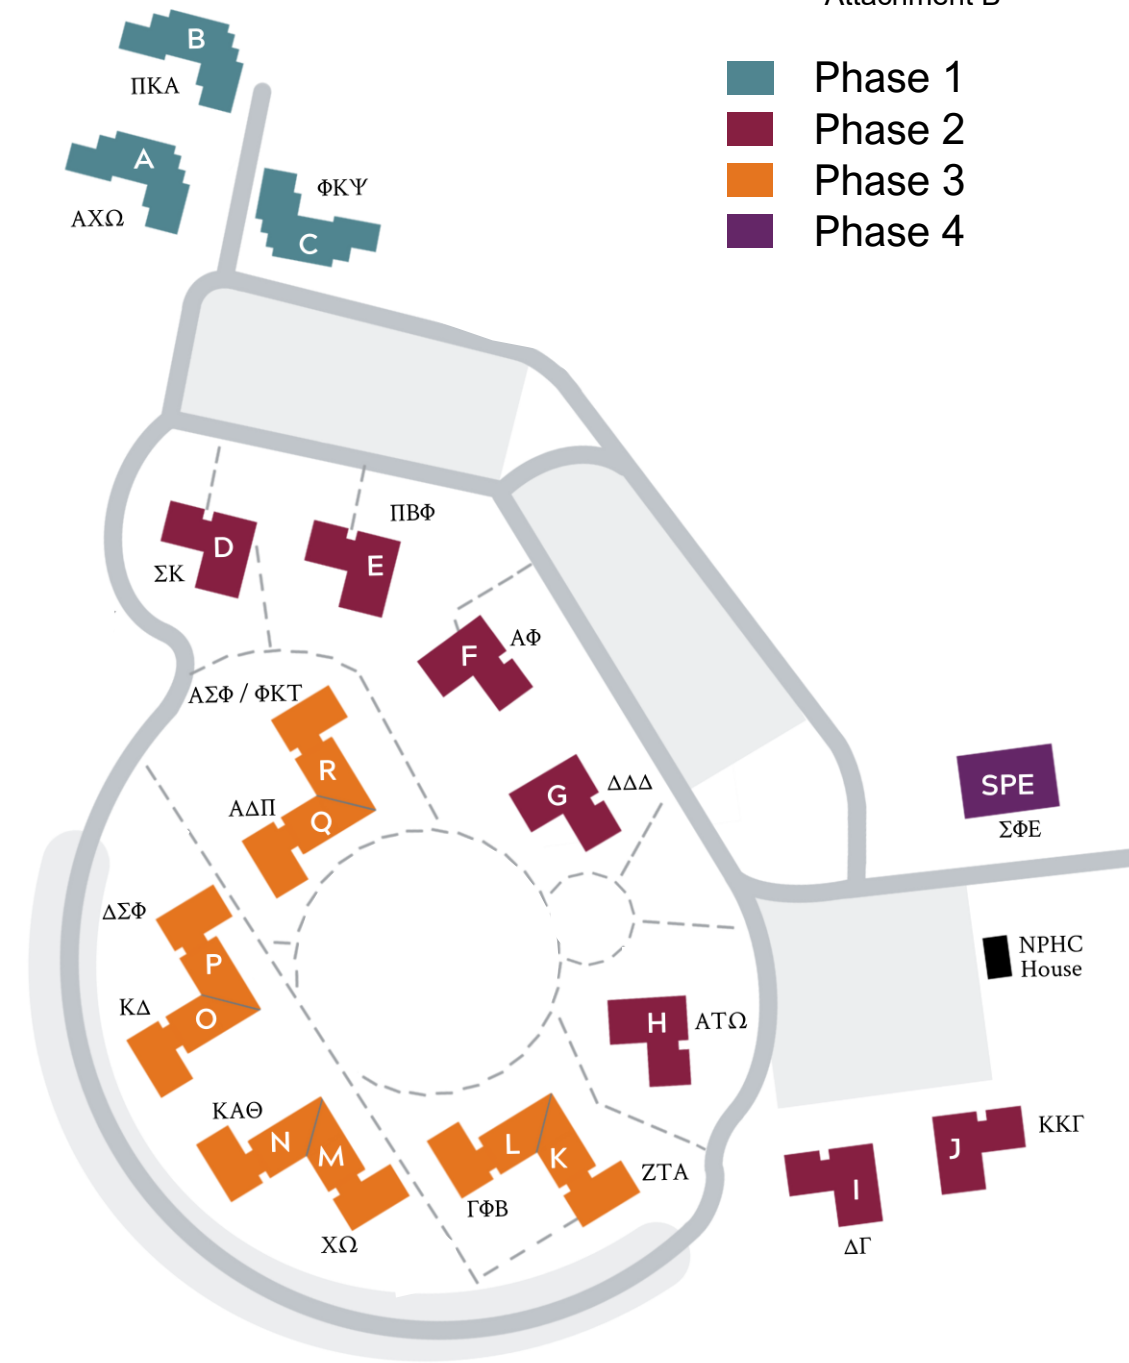 Attachment B
Phase 1
Phase 2
Phase 3
Phase 4
B
ΠΚΑ
A
ΑΧΩ
ΦΚΨ
C
D
ΣΚ
ΠΒΦ
E
F
ΑΦ
ΑΣΦ / ΦΚΤ
R
ΑΔΠ
Q
G
ΔΔΔ
SPE
ΣΦΕ
ΔΣΦ
P
ΚΔ
O
NPHC
House
H
ΑΤΩ
ΚΑΘ
N
M
ΧΩ
L
K
ΓΦΒ
ΖΤΑ
J
ΚΚΓ
I
ΔΓ